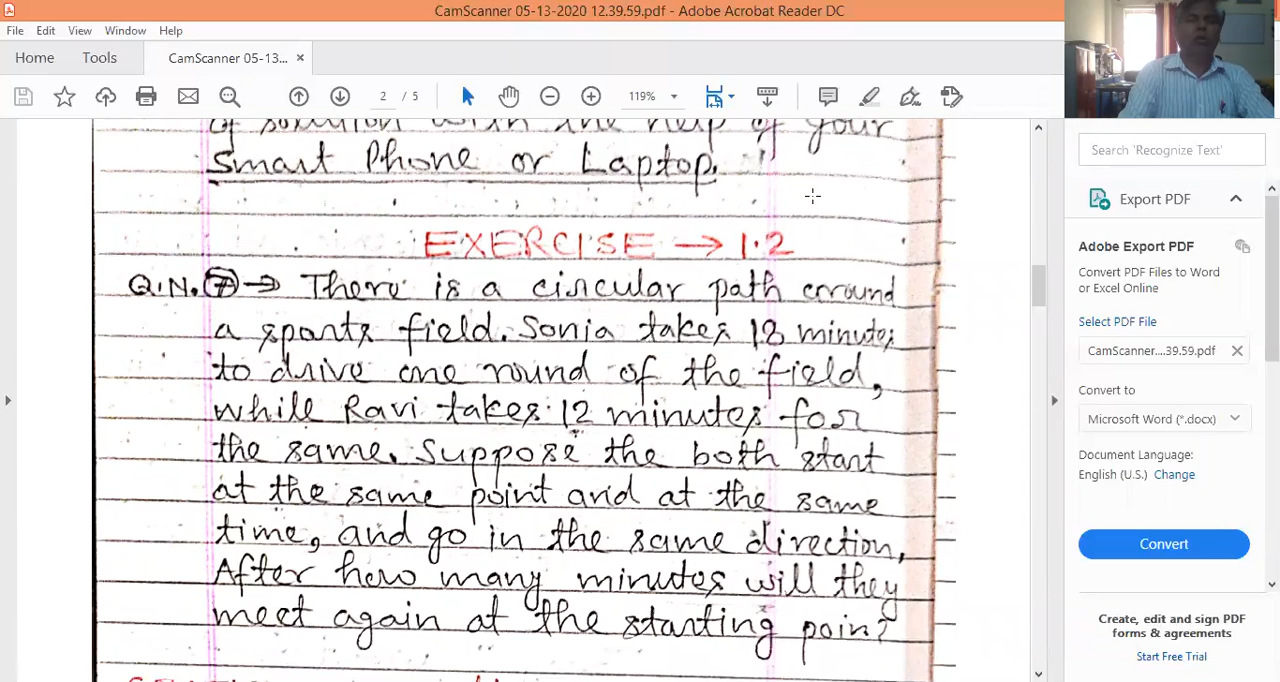 CamScanner 05-13-2020 12.39.59.pdf - Adobe Acrobat Reader DC
File Edit View Window Help
Home Tools CamScanner 05-13... ×
2 / 5 119%
of solution with the help of your
Smart Phone or Laptop.
EXERCISE → 1.2
Q.N. 7 → There is a circular path around
a sports field. Sonia takes 18 minutes
to drive one round of the field,
while Ravi takes 12 minutes for
the same. Suppose the both start
at the same point and at the same
time, and go in the same direction,
After how many minutes will they
meet again at the starting poin?
Search 'Recognize Text'
Export PDF
Adobe Export PDF
Convert PDF Files to Word
or Excel Online
Select PDF File
CamScanner....39.59.pdf ×
Convert to
Microsoft Word (*.docx)
Document Language:
English (U.S.) Change
Convert
Create, edit and sign PDF
forms & agreements
Start Free Trial